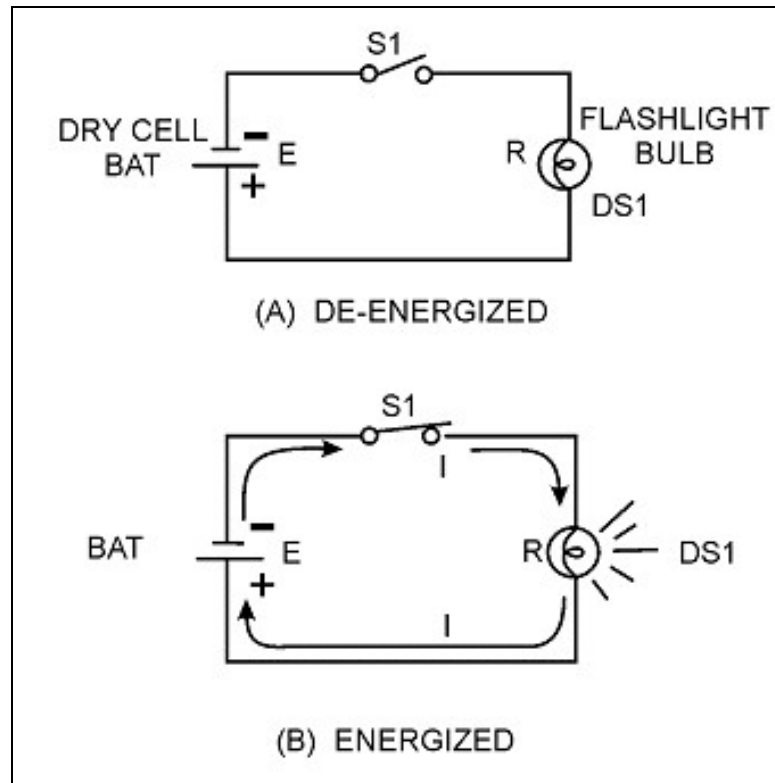 S1
DRY CELL
BAT
- E
+
R
FLASHLIGHT
BULB
DS1
(A) DE-ENERGIZED
S1
I
BAT
- E
+
R
DS1
I
(B) ENERGIZED